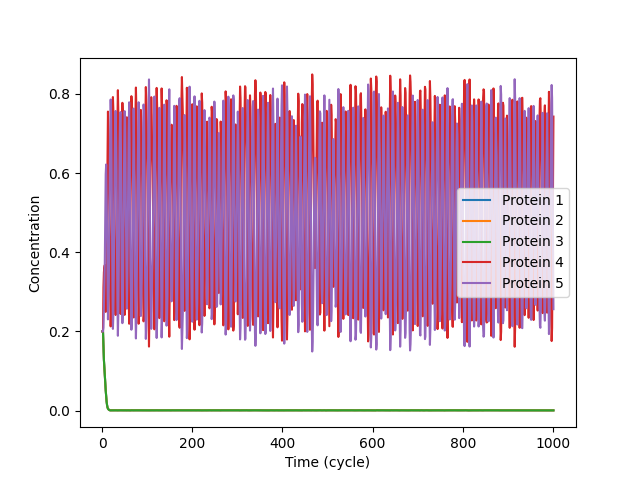 0.8
0.6
0.4
0.2
0.0
Concentration
0
200
400
600
800
1000
Time (cycle)
Protein 1
Protein 2
Protein 3
Protein 4
Protein 5